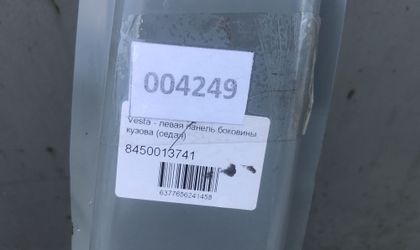 004249
Vesta - левая панель боковины
кузова (седан)
8450013741
6377656241458